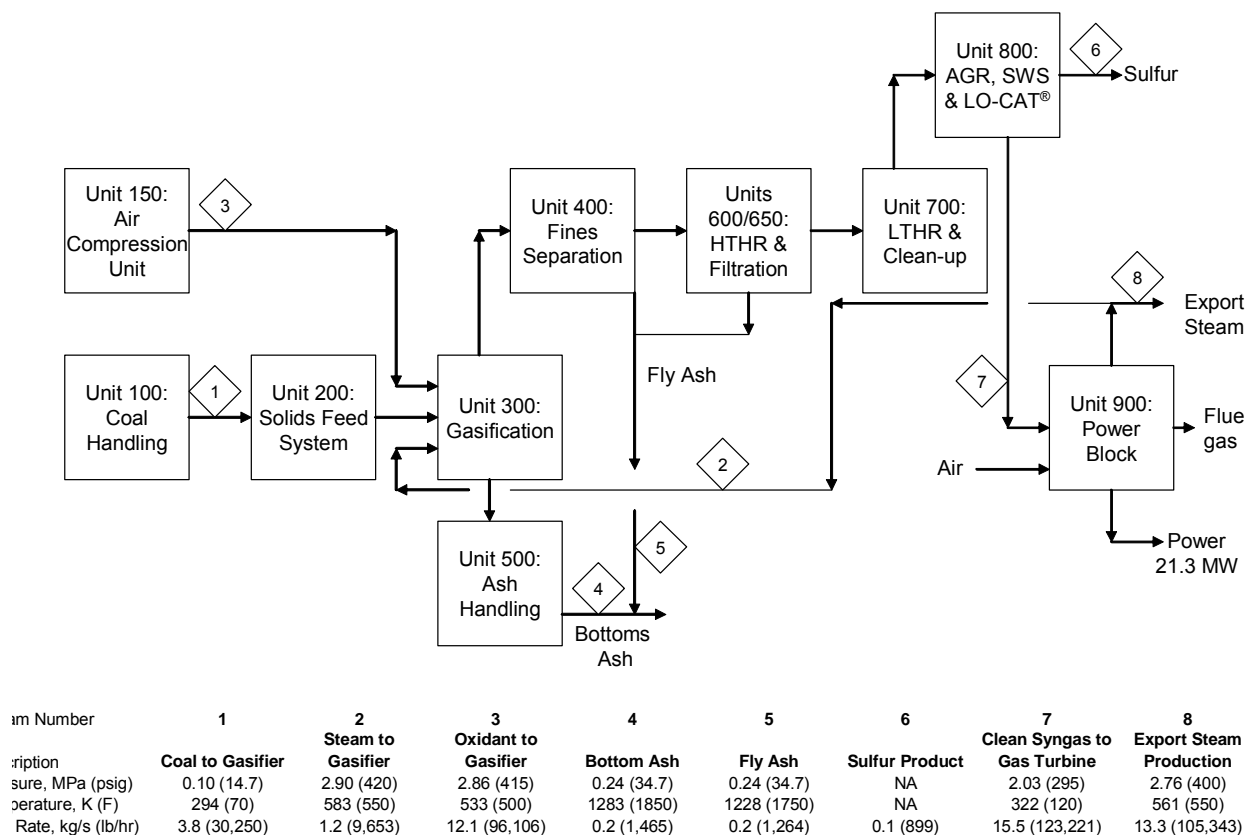 Unit 800:
AGR, SWS
& LO-CAT®
6
Sulfur
Unit 150:
Air
Compression
Unit
3
Unit 400:
Fines
Separation
Units
600/650:
HTHR &
Filtration
Unit 700:
LTHR &
Clean-up
8
Export
Steam
Unit 100:
Coal
Handling
1
Unit 200:
Solids Feed
System
Unit 300:
Gasification
Fly Ash
7
Unit 900:
Power
Block
Flue
gas
Air
2
Unit 500:
Ash
Handling
4
5
Bottoms
Ash
Power
21.3 MW
am Number 1 2 3 4 5 6 7 8
cription Coal to Gasifier Steam to Gasifier Oxidant to Gasifier Bottom Ash Fly Ash Sulfur Product Clean Syngas to Gas Turbine Export Steam Production
sure, MPa (psig) 0.10 (14.7) 2.90 (420) 2.86 (415) 0.24 (34.7) 0.24 (34.7) NA 2.03 (295) 2.76 (400)
perature, K (F) 294 (70) 583 (550) 533 (500) 1283 (1850) 1228 (1750) NA 322 (120) 561 (550)
Rate, kg/s (lb/hr) 3.8 (30,250) 1.2 (9,653) 12.1 (96,106) 0.2 (1,465) 0.2 (1,264) 0.1 (899) 15.5 (123,221) 13.3 (105,343)